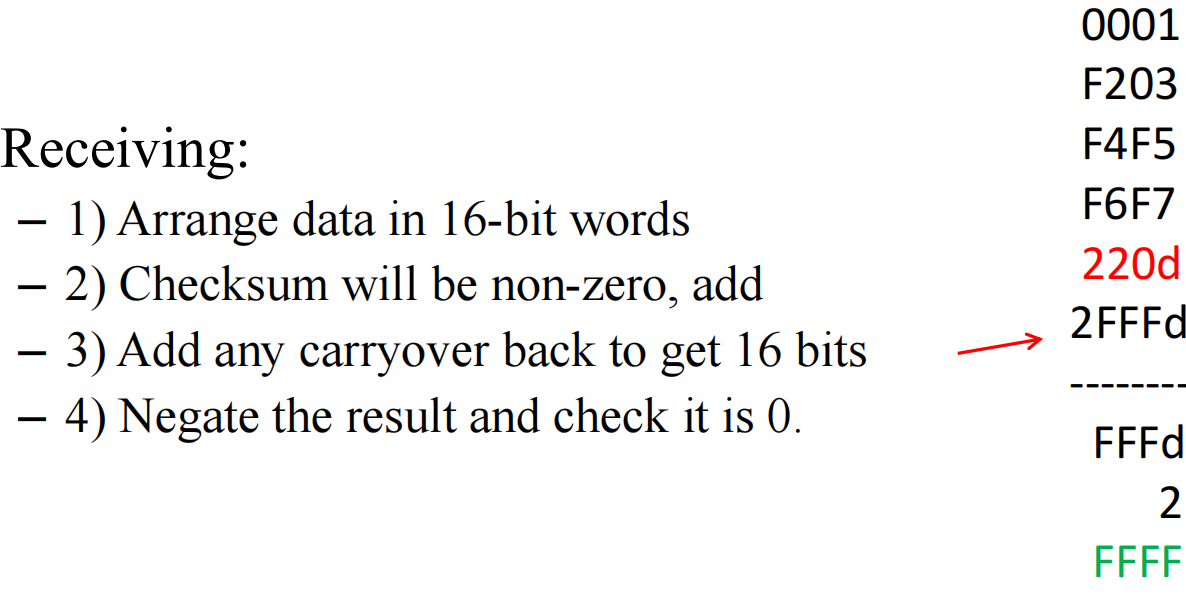 Receiving:
– 1) Arrange data in 16-bit words
– 2) Checksum will be non-zero, add
– 3) Add any carryover back to get 16 bits
– 4) Negate the result and check it is 0.
0001
F203
F4F5
F6F7
220d
2FFFd
--------
FFFd
2
FFFF